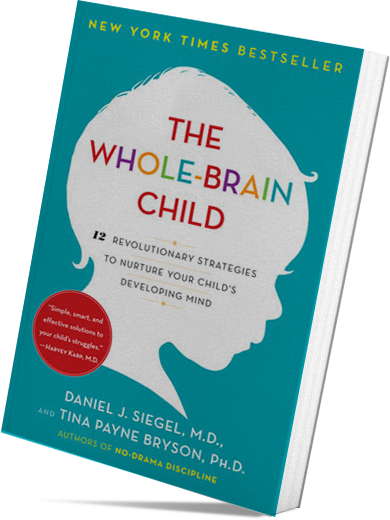 NEW YORK TIMES BESTSELLER
THE
WHOLE-BRAIN
CHILD
12 REVOLUTIONARY STRATEGIES
TO NURTURE YOUR CHILD'S
DEVELOPING MIND
"Simple, smart, and
effective solutions to
your child's struggles."
—HARVEY KARP, M.D.
DANIEL J. SIEGEL, M.D.,
AND TINA PAYNE BRYSON, PH.D.
AUTHORS OF NO-DRAMA DISCIPLINE